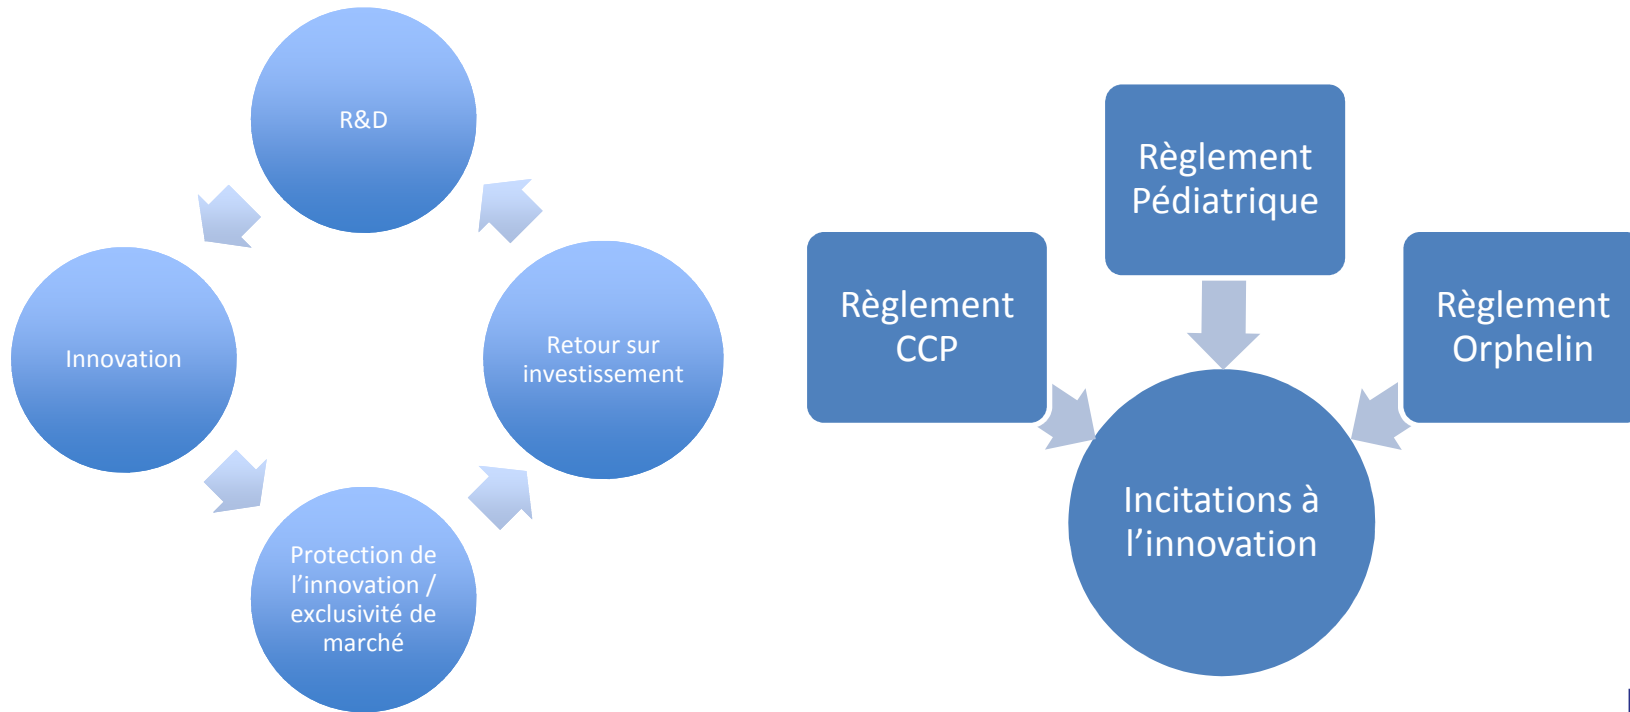 R&D
Innovation
Retour sur
investissement
Protection de
l’innovation /
exclusivité de
marché
Règlement
Pédiatrique
Règlement
CCP
Règlement
Orphelin
Incitations à
l’innovation